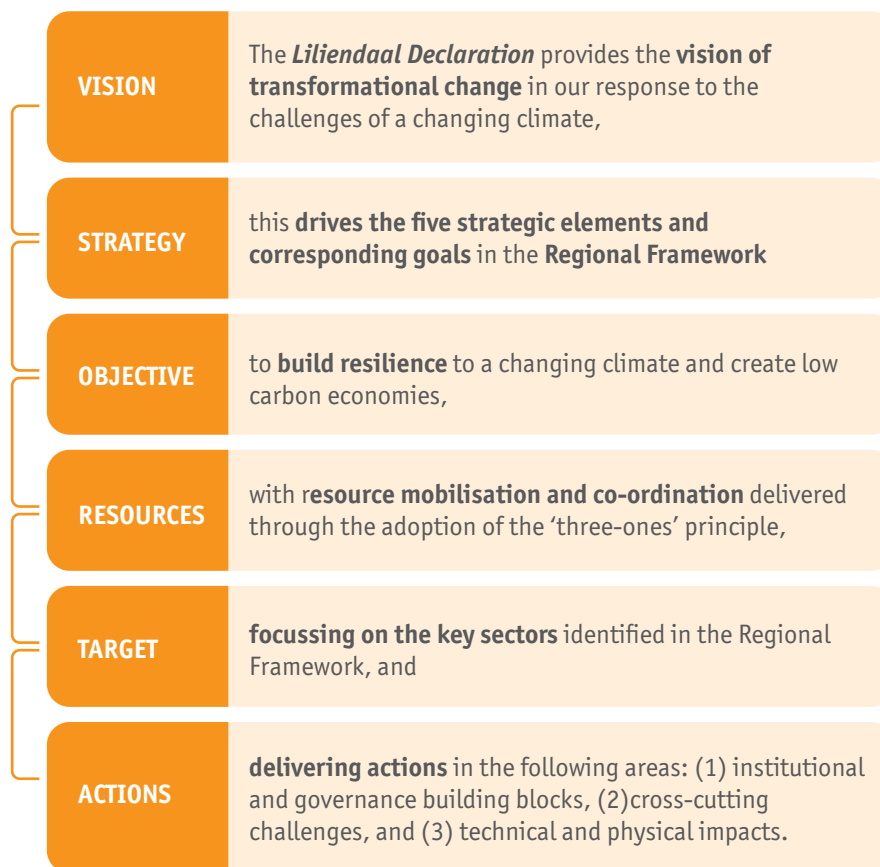 VISION
The Liliendaal Declaration provides the vision of
transformational change in our response to the
challenges of a changing climate,
STRATEGY
this drives the five strategic elements and
corresponding goals in the Regional Framework
OBJECTIVE
to build resilience to a changing climate and create low
carbon economies,
RESOURCES
with resource mobilisation and co-ordination delivered
through the adoption of the ‘three-ones’ principle,
TARGET
focussing on the key sectors identified in the Regional
Framework, and
ACTIONS
delivering actions in the following areas: (1) institutional
and governance building blocks, (2)cross-cutting
challenges, and (3) technical and physical impacts.